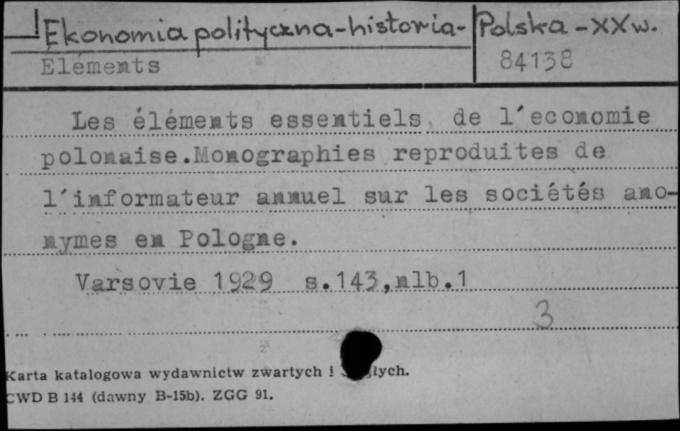 Ekonomia polityczna-historia- Polska-XXw.
Eléments 84138
Les éléments essentiels de l'economie
polonaise.Monographies reproduites de
l'informateur annuel sur les sociétés ano-
nymes en Pologne.
Varsovie 1929 s.143,nlb.1
3
Karta katalogowa wydawnictw zwartych i
CWD B 144 (dawny B-15b). ZGG 91.